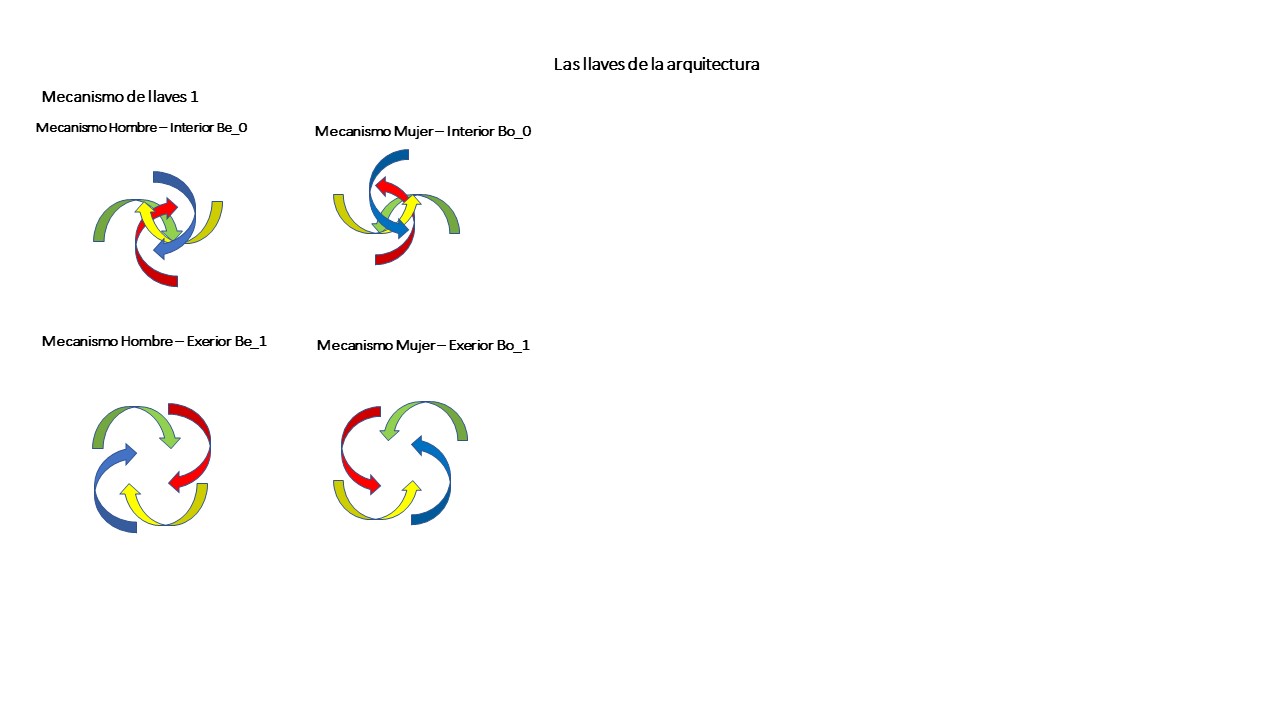 Las llaves de la arquitectura
Mecanismo de llaves 1
Mecanismo Hombre – Interior Be_0
Mecanismo Mujer – Interior Bo_0
Mecanismo Hombre – Exerior Be_1
Mecanismo Mujer – Exerior Bo_1